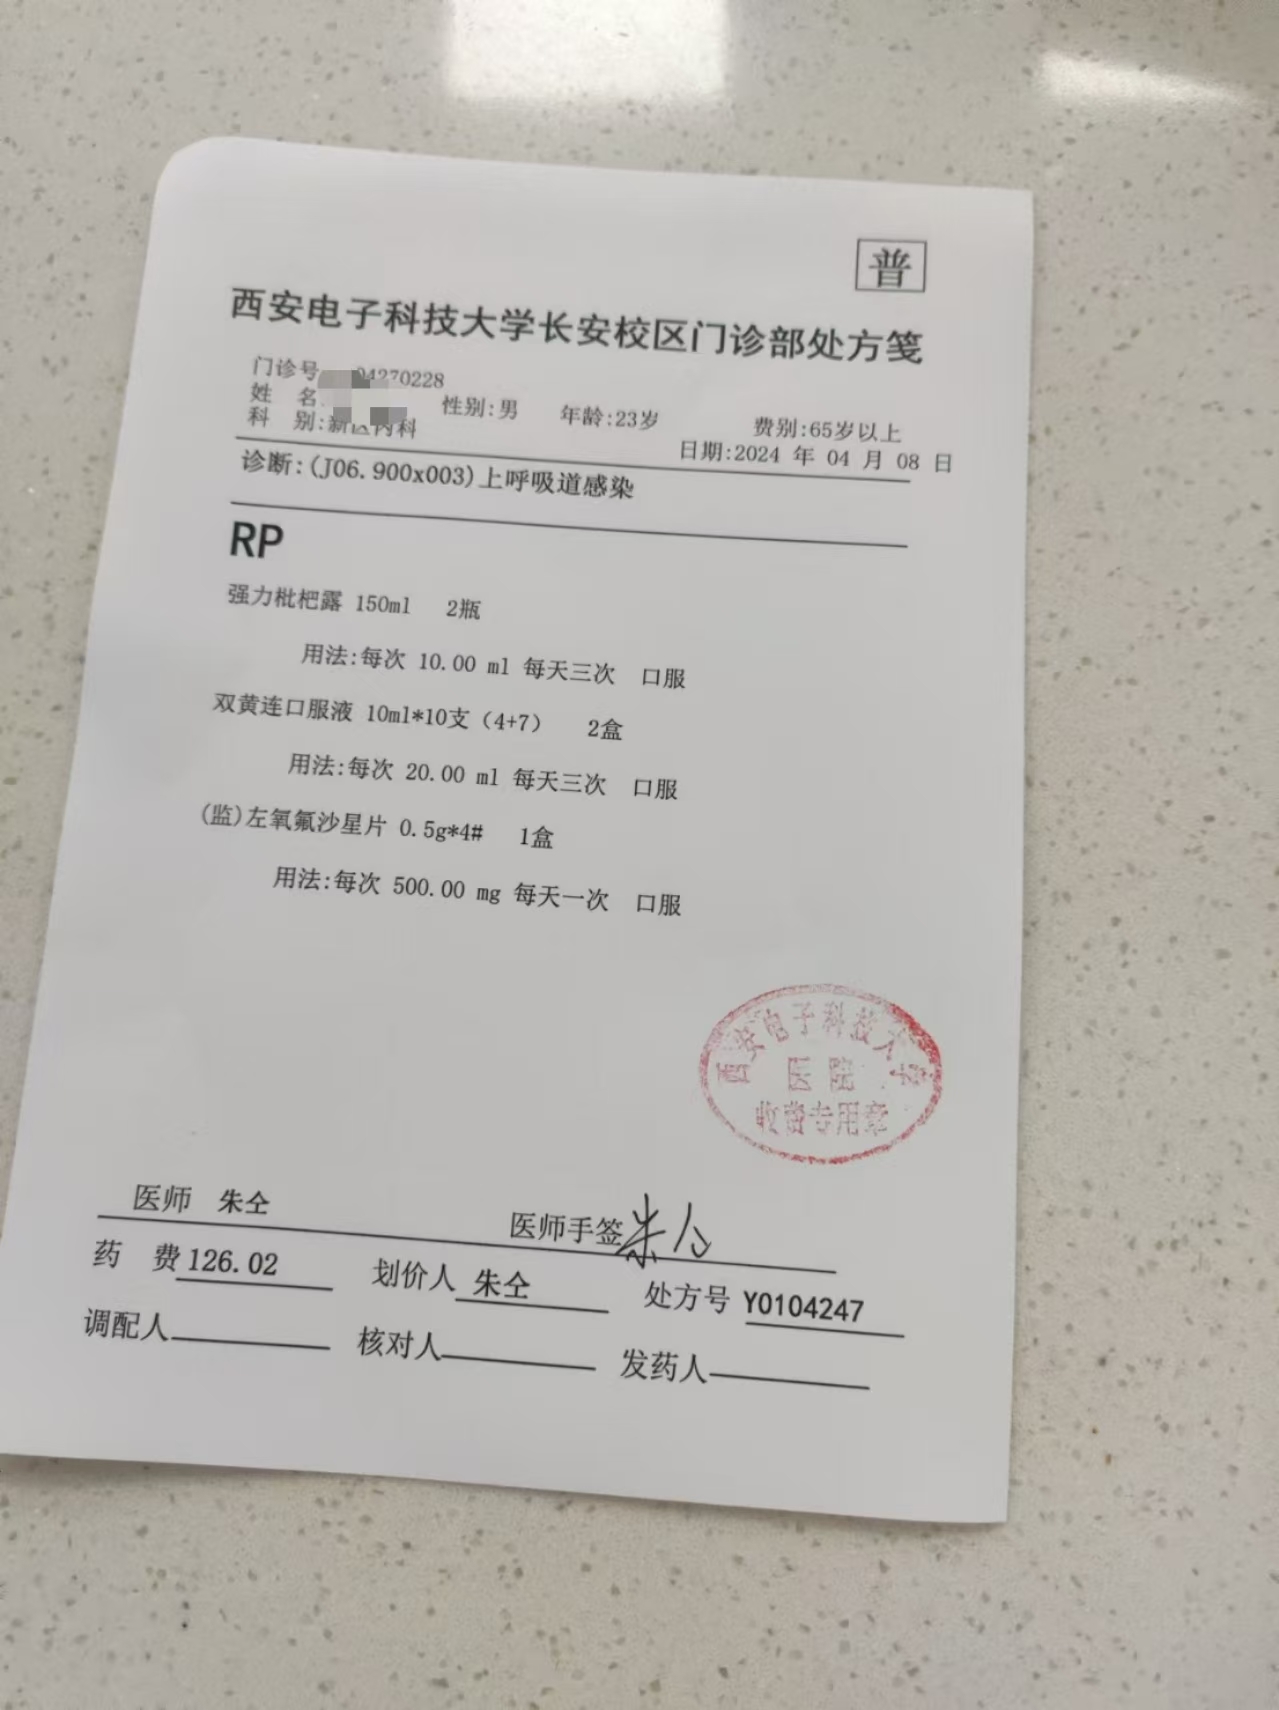 普
西安电子科技大学长安校区门诊部处方笺
门诊号 04270228
姓 名 性别:男 年龄:23岁 费别:65岁以上
科 别:新区内科 日期:2024 年 04 月 08 日
诊断:(J06.900x003)上呼吸道感染
RP
强力枇杷露 150ml 2瓶
用法:每次 10.00 ml 每天三次 口服
双黄连口服液 10ml*10支（4+7） 2盒
用法:每次 20.00 ml 每天三次 口服
(监)左氧氟沙星片 0.5g*4# 1盒
用法:每次 500.00 mg 每天一次 口服
西安电子科技大学
医院
收费专用章
医师 朱仝 医师手签 朱仝
药 费 126.02 划价人 朱仝 处方号 Y0104247
调配人 核对人 发药人